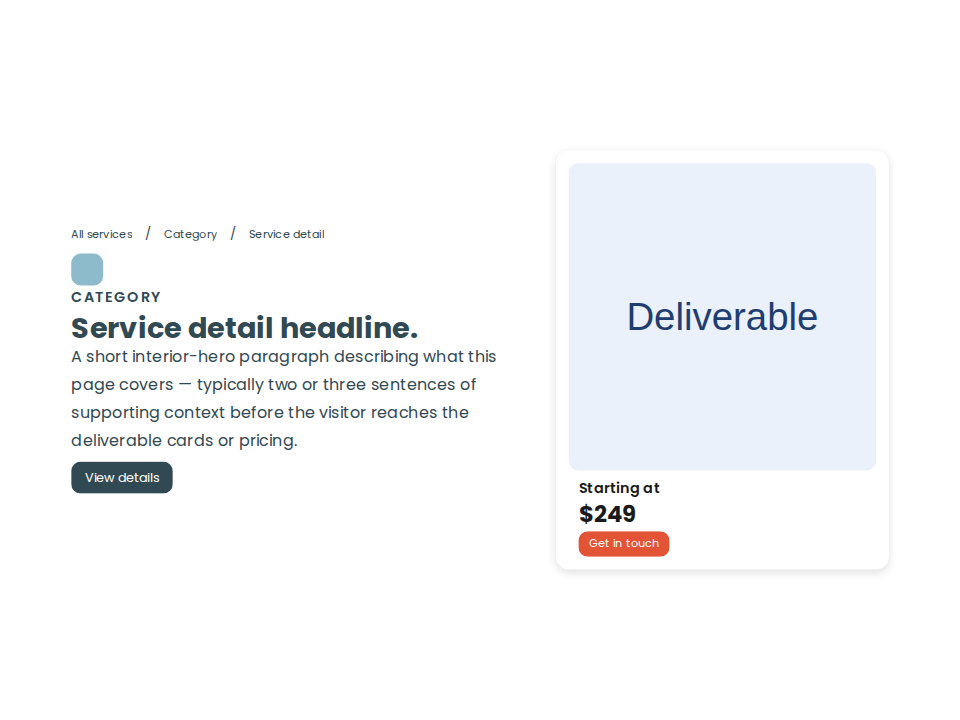 All services / Category / Service detail
CATEGORY
Service detail headline.
A short interior-hero paragraph describing what this
page covers — typically two or three sentences of
supporting context before the visitor reaches the
deliverable cards or pricing.
View details
Deliverable
Starting at
$249
Get in touch